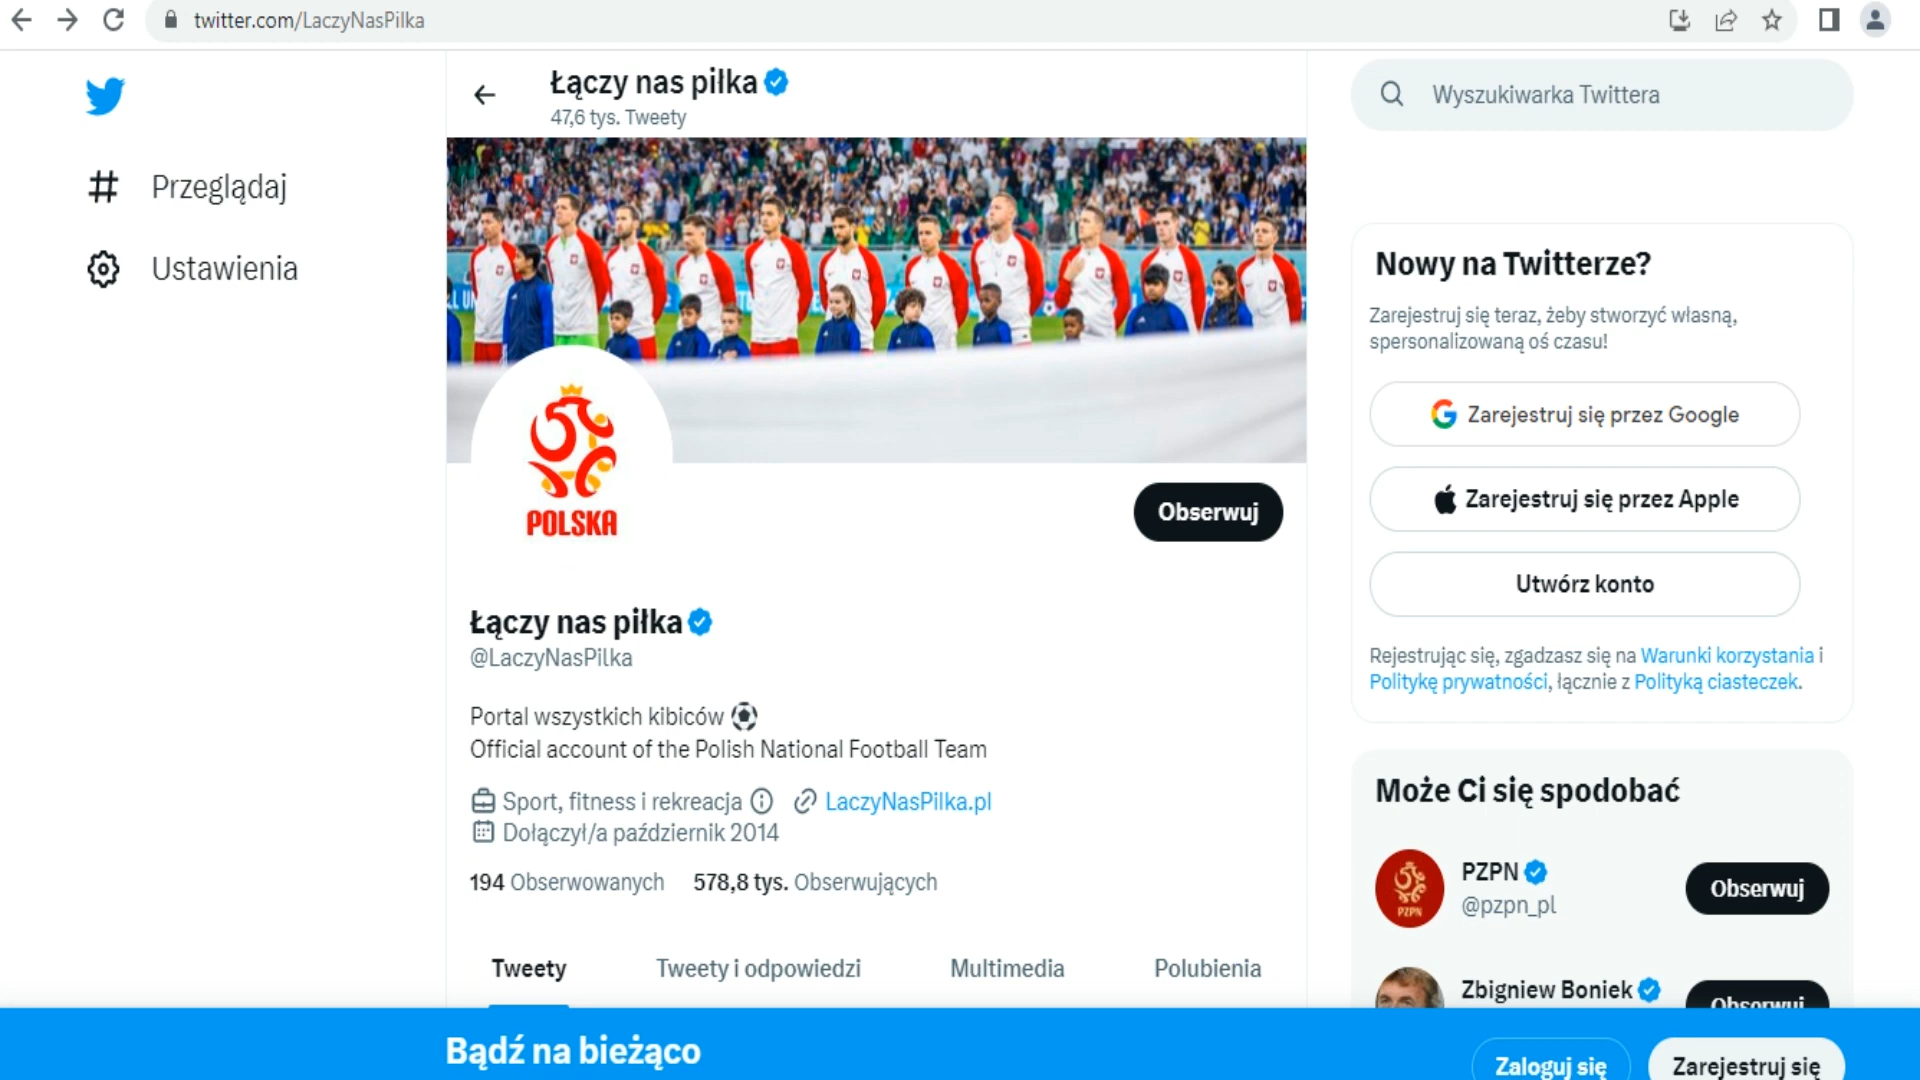 twitter.com/LaczyNasPilka
Łączy nas piłka
47,6 tys. Tweety
Wyszukiwarka Twittera
Przeglądaj
Ustawienia
POLSKA
Obserwuj
Łączy nas piłka
@LaczyNasPilka
Portal wszystkich kibiców
Official account of the Polish National Football Team
Sport, fitness i rekreacja LaczyNasPilka.pl
Dołączył/a październik 2014
194 Obserwowanych 578,8 tys. Obserwujących
Tweety Tweety i odpowiedzi Multimedia Polubienia
Nowy na Twitterze?
Zarejestruj się teraz, żeby stworzyć własną,
spersonalizowaną oś czasu!
Zarejestruj się przez Google
Zarejestruj się przez Apple
Utwórz konto
Rejestrując się, zgadzasz się na Warunki korzystania i
Politykę prywatności, łącznie z Polityką ciasteczek.
Może Ci się spodobać
PZPN
PZPN
@pzpn_pl
Obserwuj
Zbigniew Boniek
Obserwuj
Bądź na bieżąco
Zaloguj się
Zarejestruj się